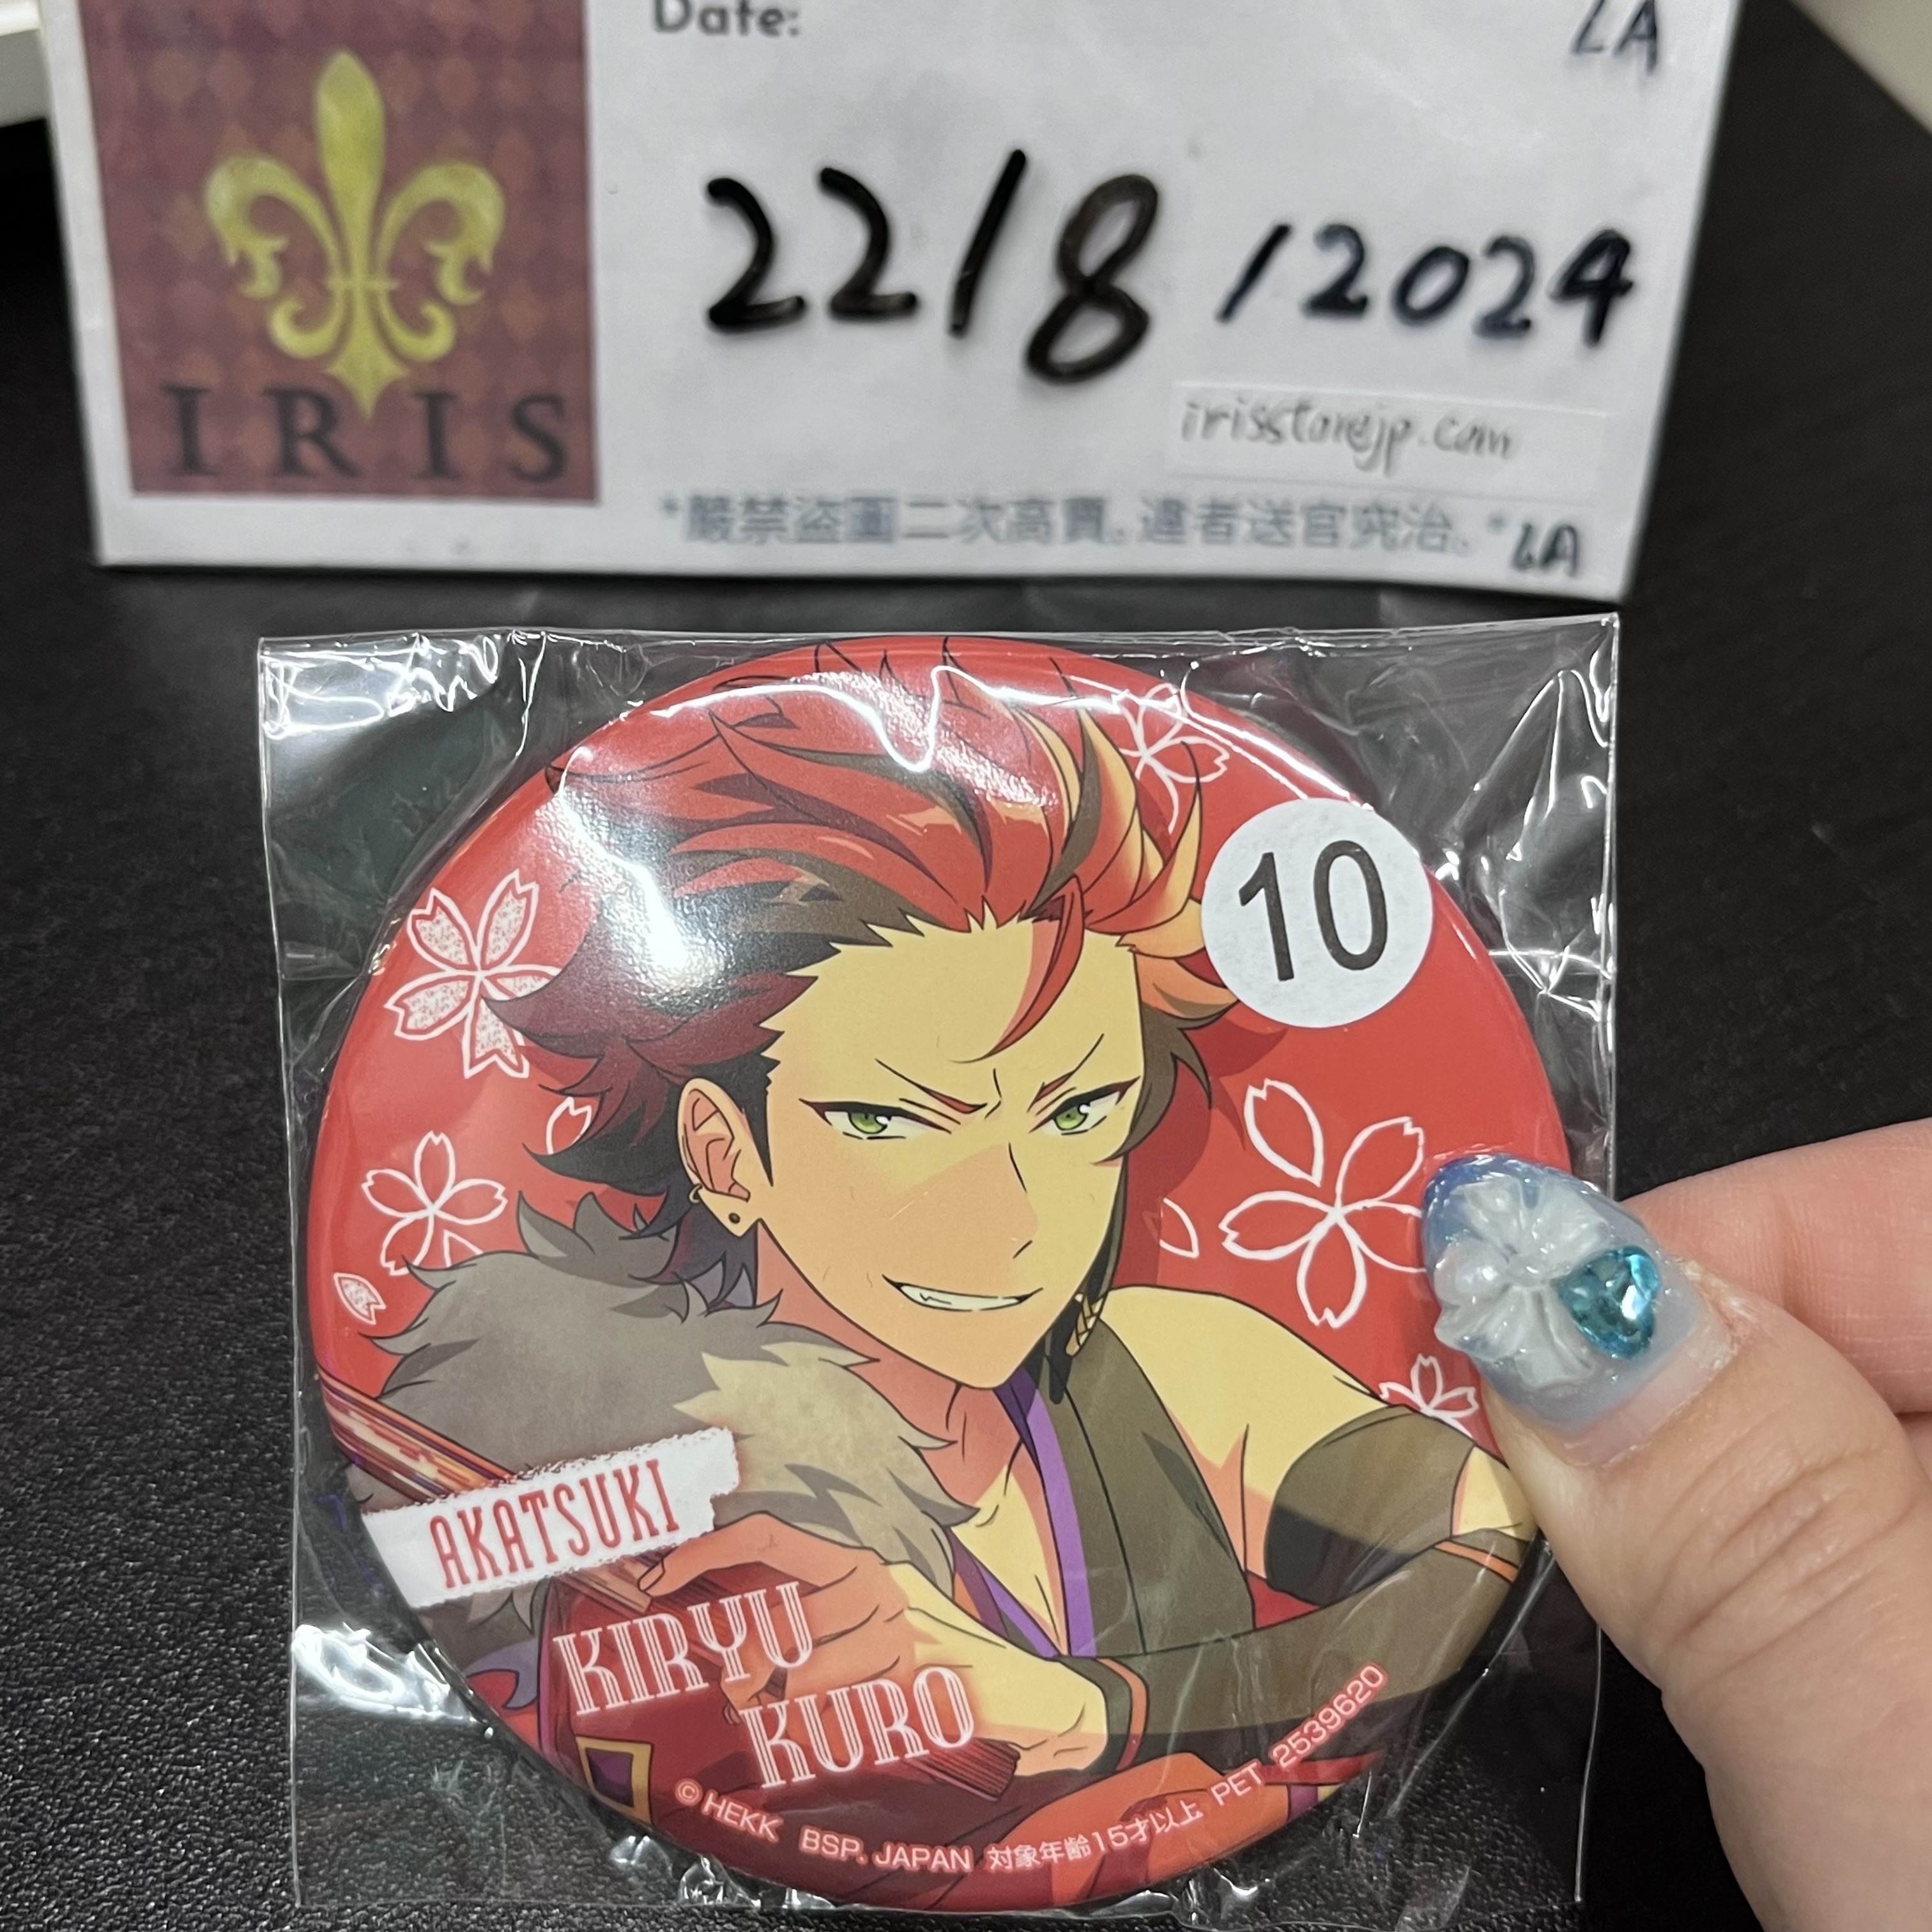 Date:
LA
22/8/2024
IRIS
irisstorejp.com
*嚴禁盜圖二次高賣。違者送官究治。*LA
10
AKATSUKI
KIRYU
KURO
©HEKK BSP, JAPAN 対象年齢15才以上 PET 2539620